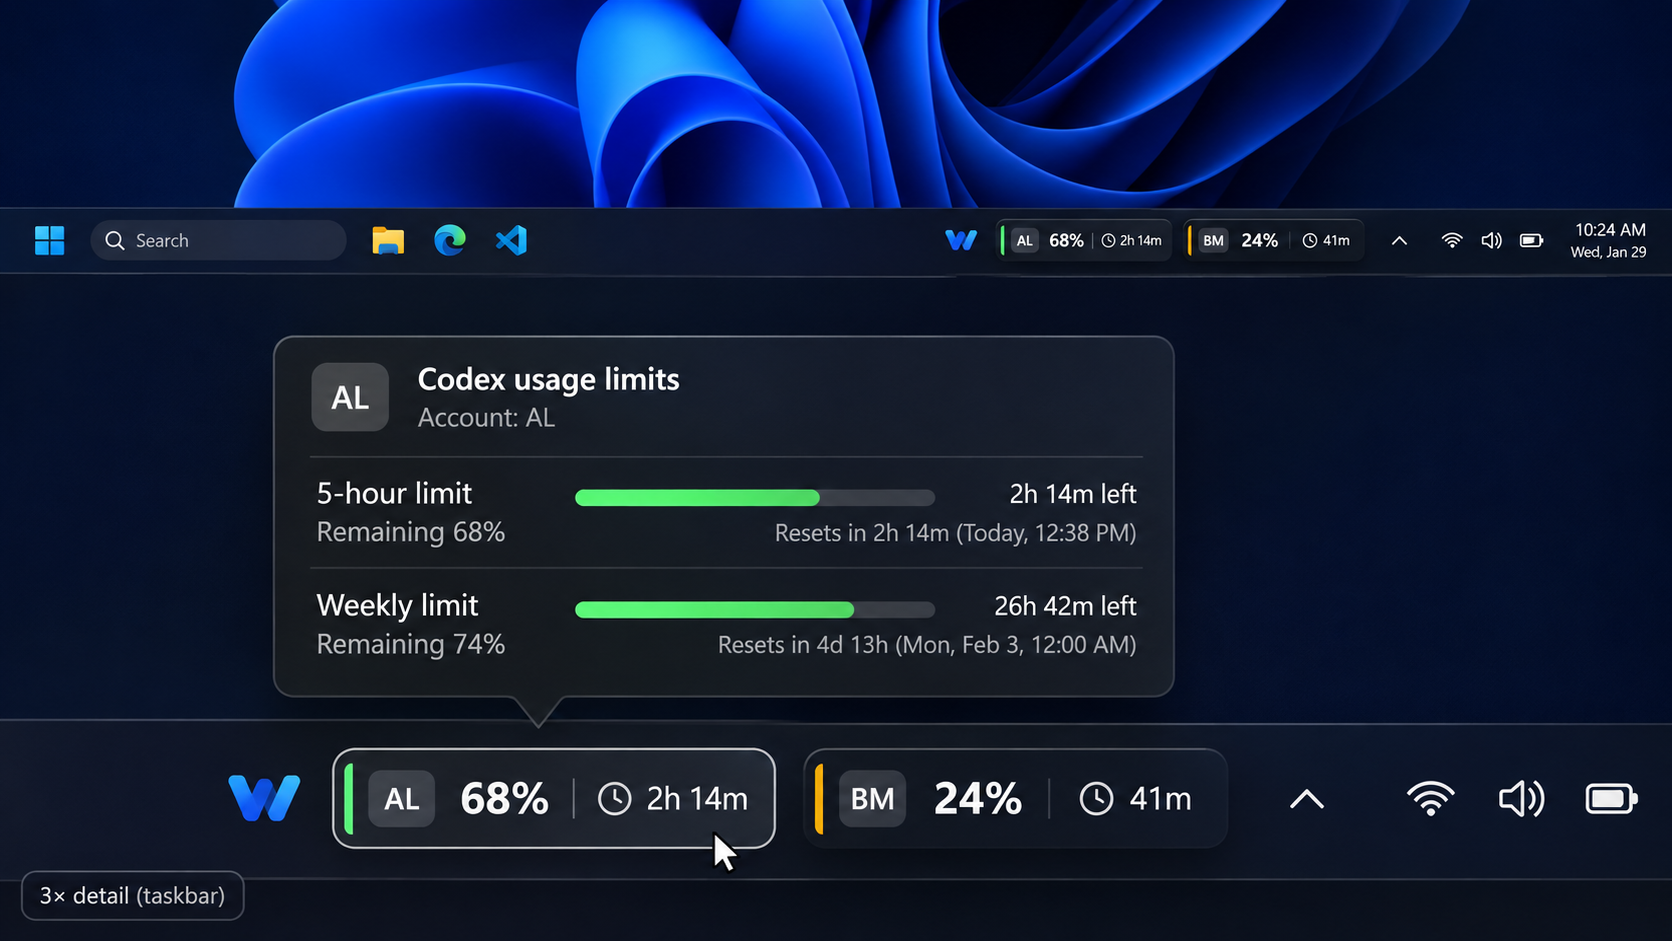 Search
AL 68% 2h 14m
BM 24% 41m
10:24 AM
Wed, Jan 29
AL
Codex usage limits
Account: AL
5-hour limit
2h 14m left
Remaining 68%
Resets in 2h 14m (Today, 12:38 PM)
Weekly limit
26h 42m left
Remaining 74%
Resets in 4d 13h (Mon, Feb 3, 12:00 AM)
AL 68% 2h 14m
BM 24% 41m
3× detail (taskbar)